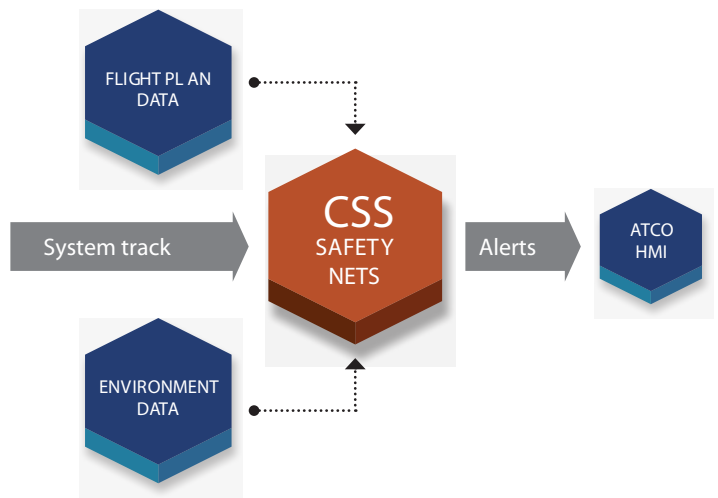 FLIGHT PL AN
DATA
System track
CSS
SAFETY
NETS
Alerts
ATCO
HMI
ENVIRONMENT
DATA